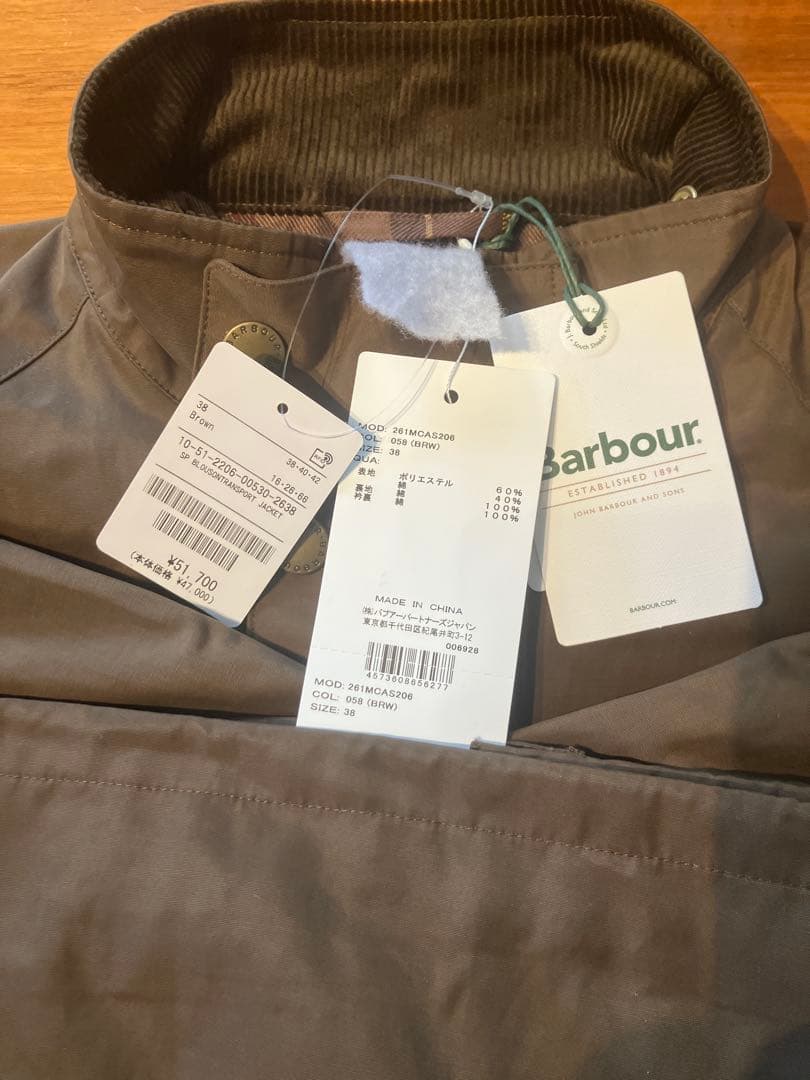 BARBOUR
38
Brown
38-40-42
16-26-66
10-51-2206-00530-2638
SP BLOUSONTRANSPORT JACKET
¥51,700
(本体価格 ¥47,000)
MOD: 261MCAS206
COL: 058 (BRW)
SIZE: 38
QUA:
表地 ポリエステル 60%
綿 40%
裏地 綿 100%
衿裏 綿 100%
MADE IN CHINA
(株)バブアーパートナーズジャパン
東京都千代田区紀尾井町3-12
006928
4573608656277
MOD: 261MCAS206
COL: 058 (BRW)
SIZE: 38
South Shields
Barbour
ESTABLISHED 1894
JOHN BARBOUR AND SONS
BARBOUR.COM